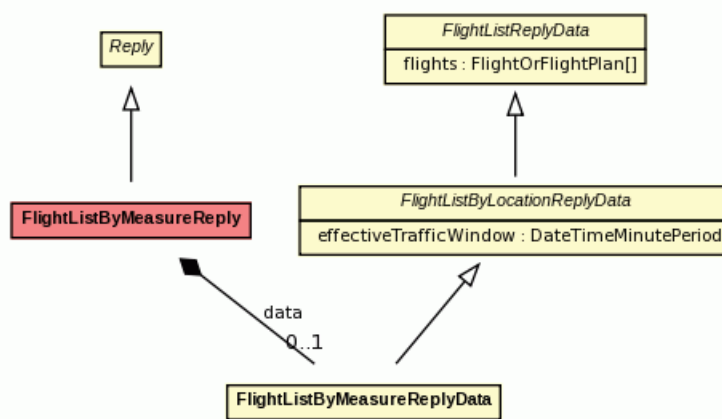 FlightListReplyData
Reply
flights : FlightOrFlightPlan[]
FlightListByLocationReplyData
FlightListByMeasureReply
effectiveTrafficWindow : DateTimeMinutePeriod
data
0..1
FlightListByMeasureReplyData